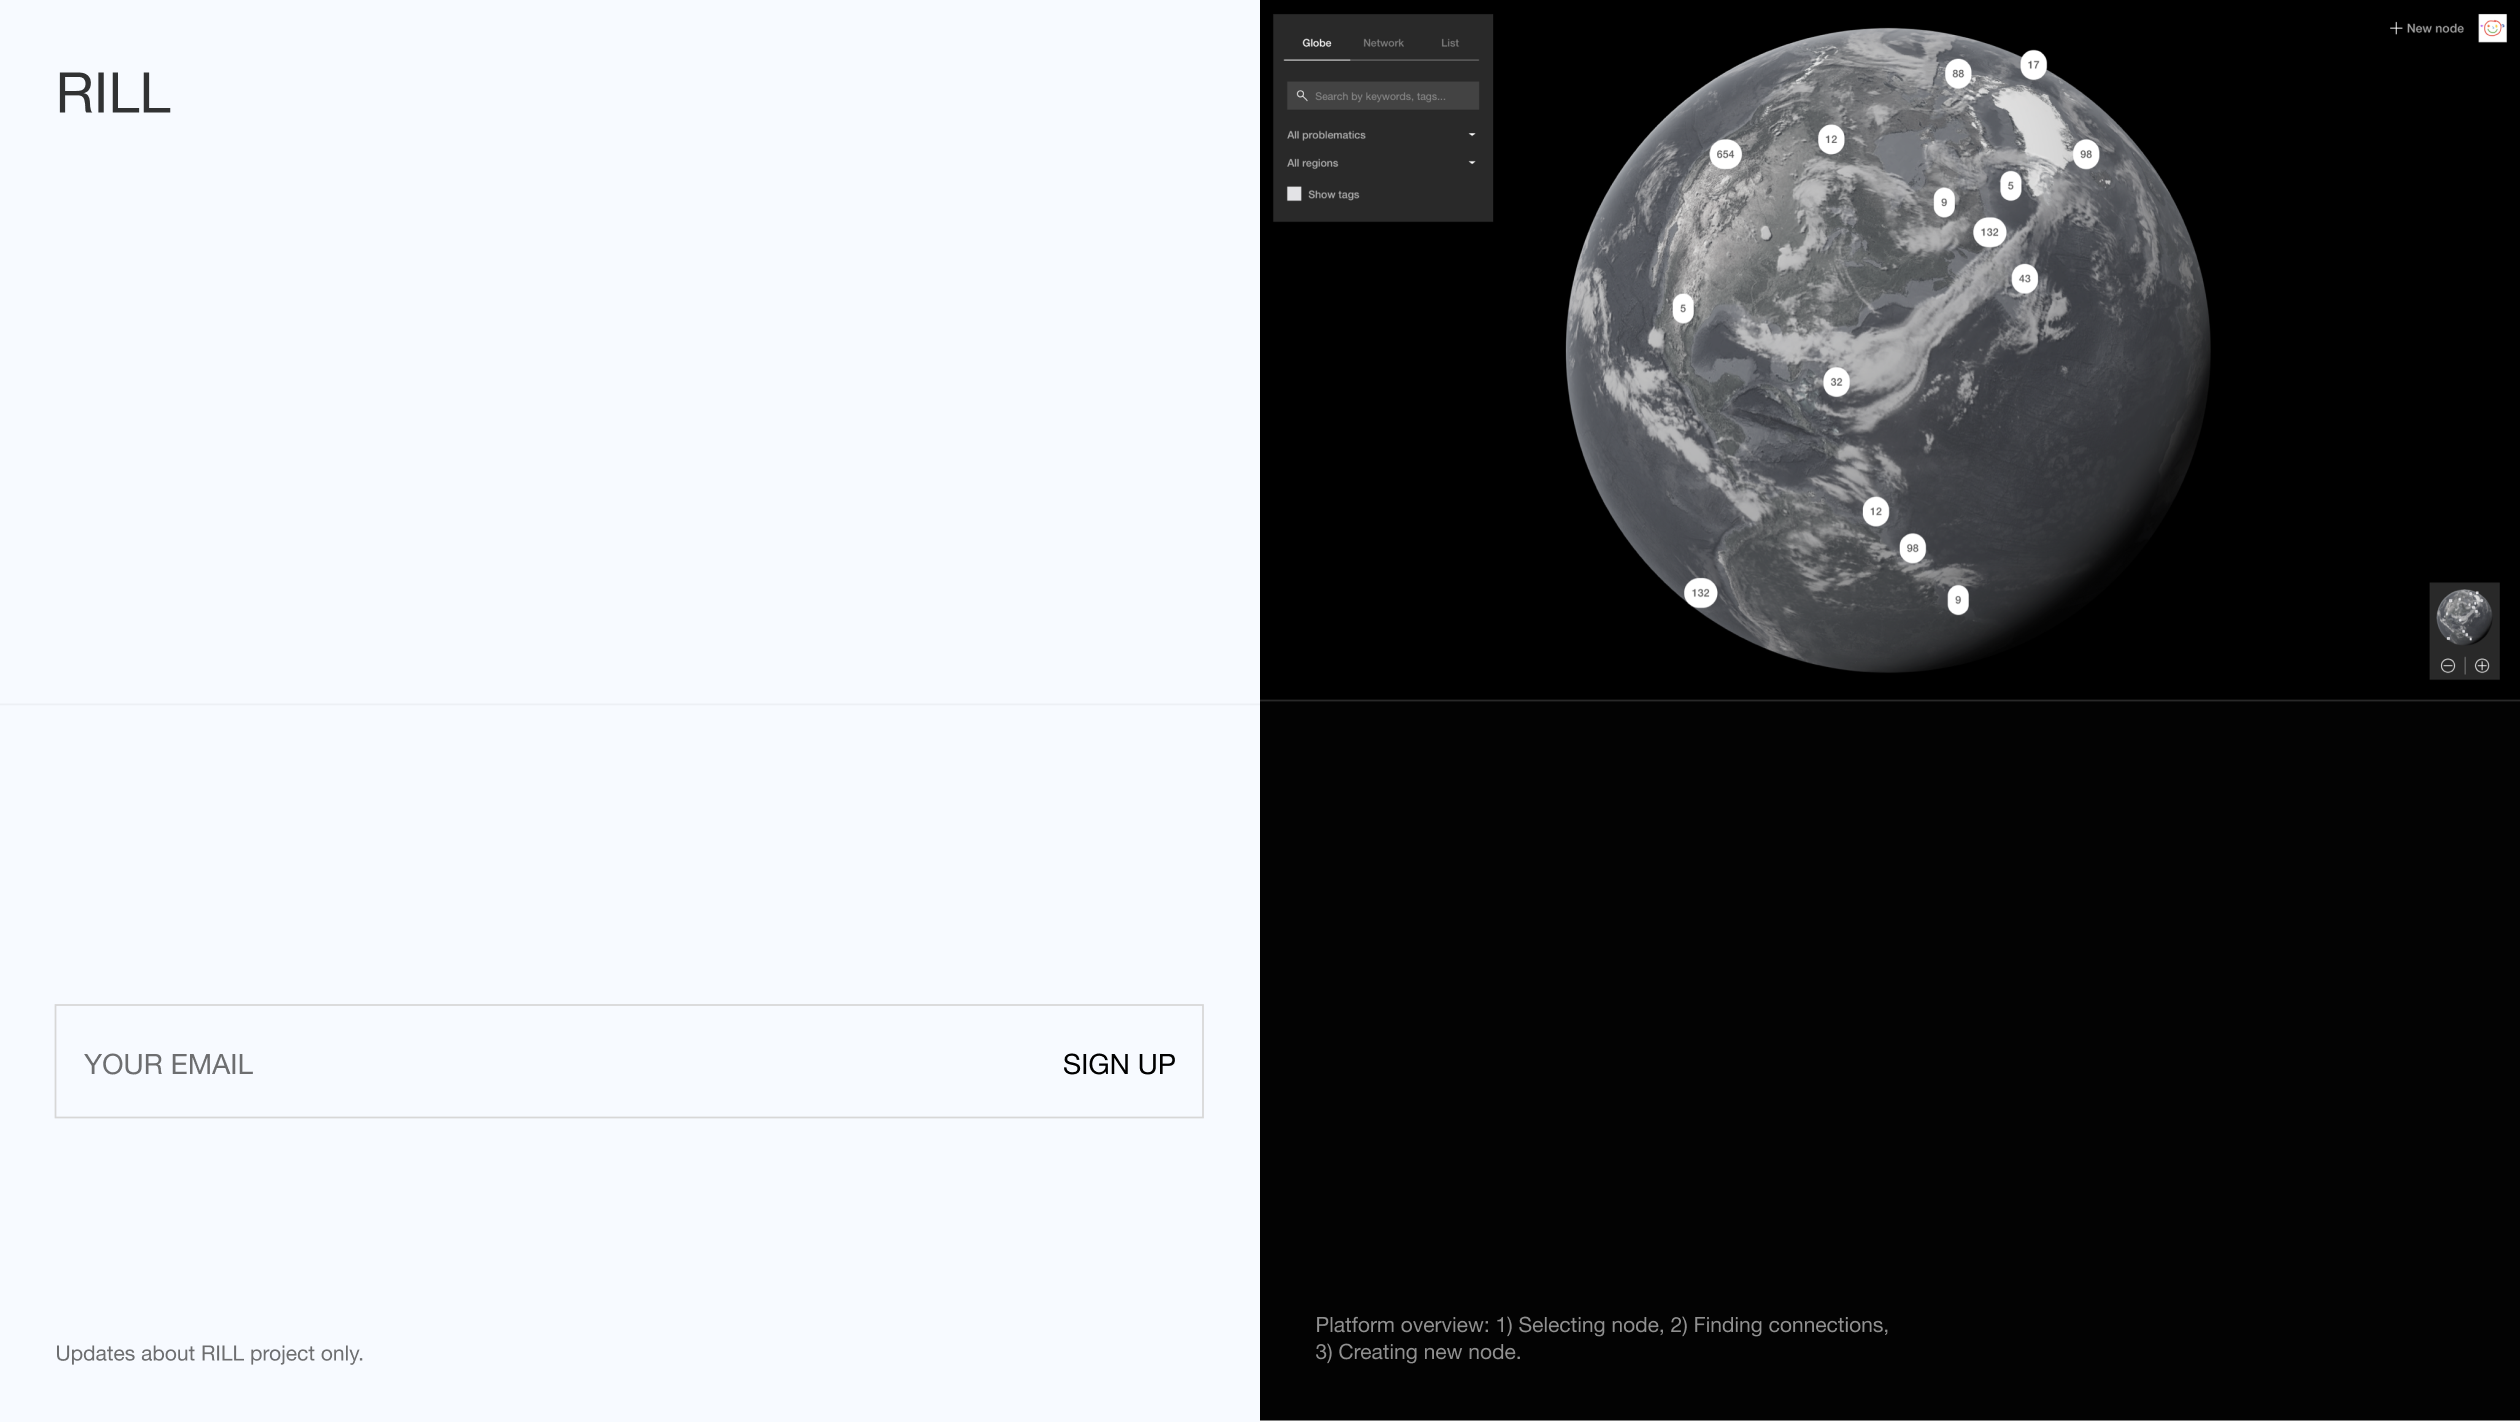 RILL
YOUR EMAIL
SIGN UP
Updates about RILL project only.
Globe
Network
List
Search by keywords, tags...
All problematics
All regions
Show tags
New node
17
88
12
654
98
5
9
132
43
5
32
12
98
132
9
Platform overview: 1) Selecting node, 2) Finding connections,
3) Creating new node.